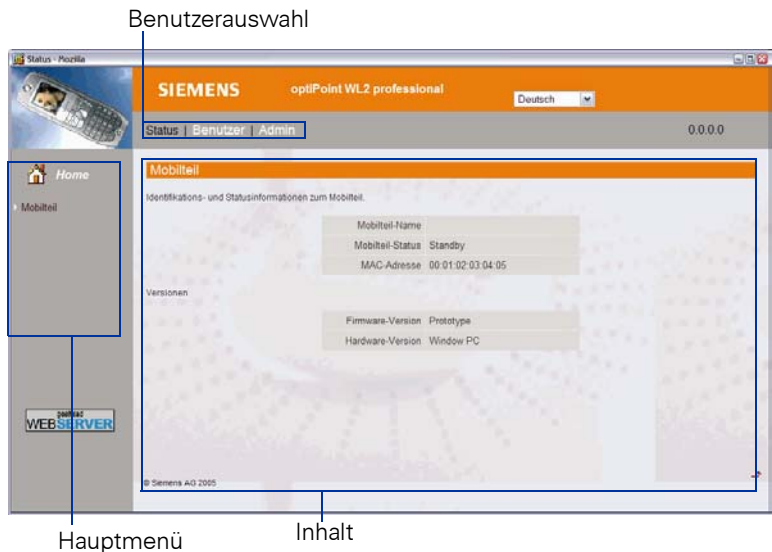 Benutzerauswahl
Status - Mozilla
SIEMENS
optiPoint WL2 professional
Deutsch
Status | Benutzer | Admin
0.0.0.0
Home
Mobilteil
Mobilteil
Identifikations- und Statusinformationen zum Mobilteil.
Mobilteil-Name
Mobilteil-Status Standby
MAC-Adresse 00:01:02:03:04:05
Versionen
Firmware-Version Prototype
Hardware-Version Window PC
WEBSERVER
© Siemens AG 2005
Hauptmenü
Inhalt